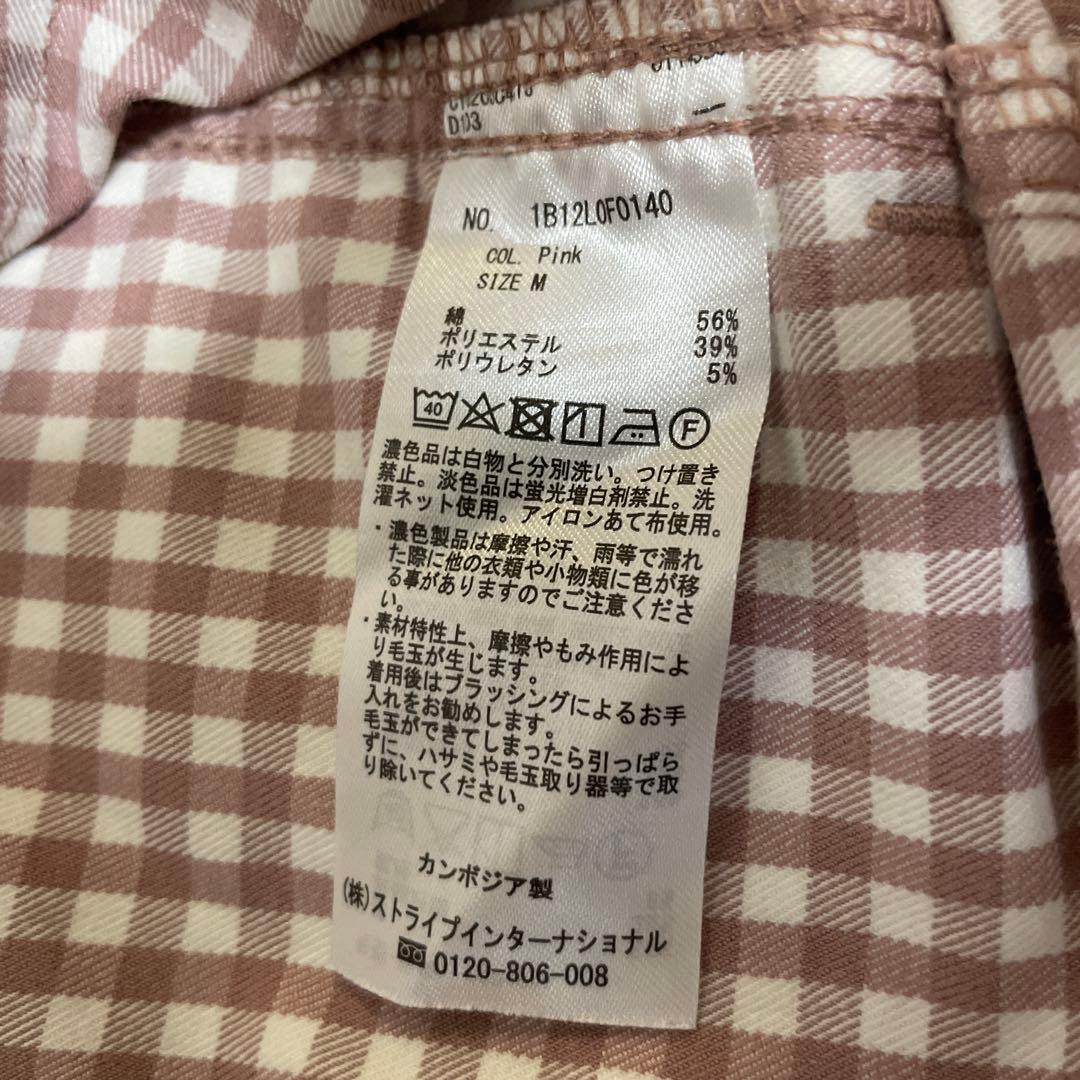 D103
NO. 1B12L0F0140
COL. Pink
SIZE M
綿 56%
ポリエステル 39%
ポリウレタン 5%
40 F
濃色品は白物と分別洗い。つけ置き
禁止。淡色品は蛍光増白剤禁止。洗
濯ネット使用。アイロンあて布使用。
・濃色製品は摩擦や汗、雨等で濡れ
た際に他の衣類や小物類に色が移
る事がありますのでご注意くださ
い。
・素材特性上、摩擦やもみ作用によ
り毛玉が生じます。
着用後はブラッシングによるお手
入れをお勧めします。
毛玉ができてしまったら引っぱら
ずに、ハサミや毛玉取り器等で取
り除いてください。
カンボジア製
(株)ストライプインターナショナル
0120-806-008